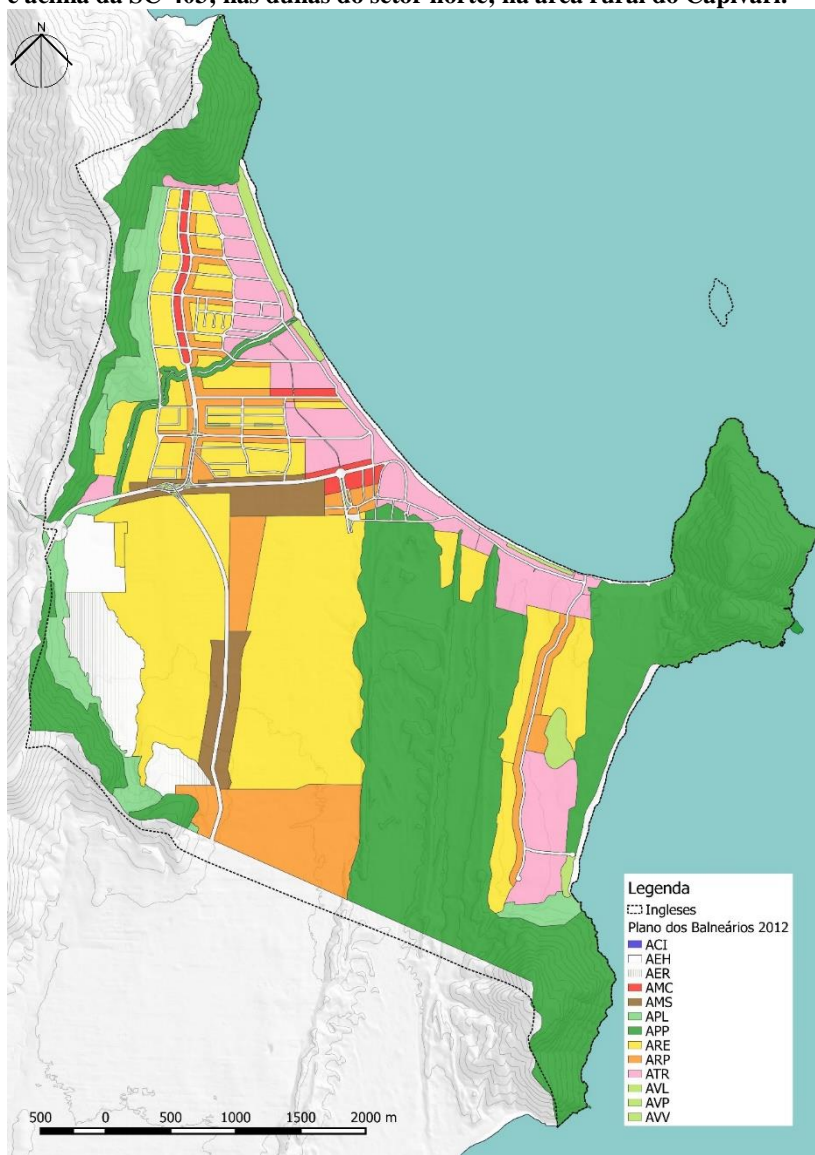 e acima da SC-403, nas dunas do setor norte, na área rural do Capivari.
N
Legenda
Ingleses
Plano dos Balneários 2012
ACI
AEH
AER
AMC
AMS
APL
APP
ARE
ARP
ATR
AVL
AVP
AVV
500 0 500 1000 1500 2000 m